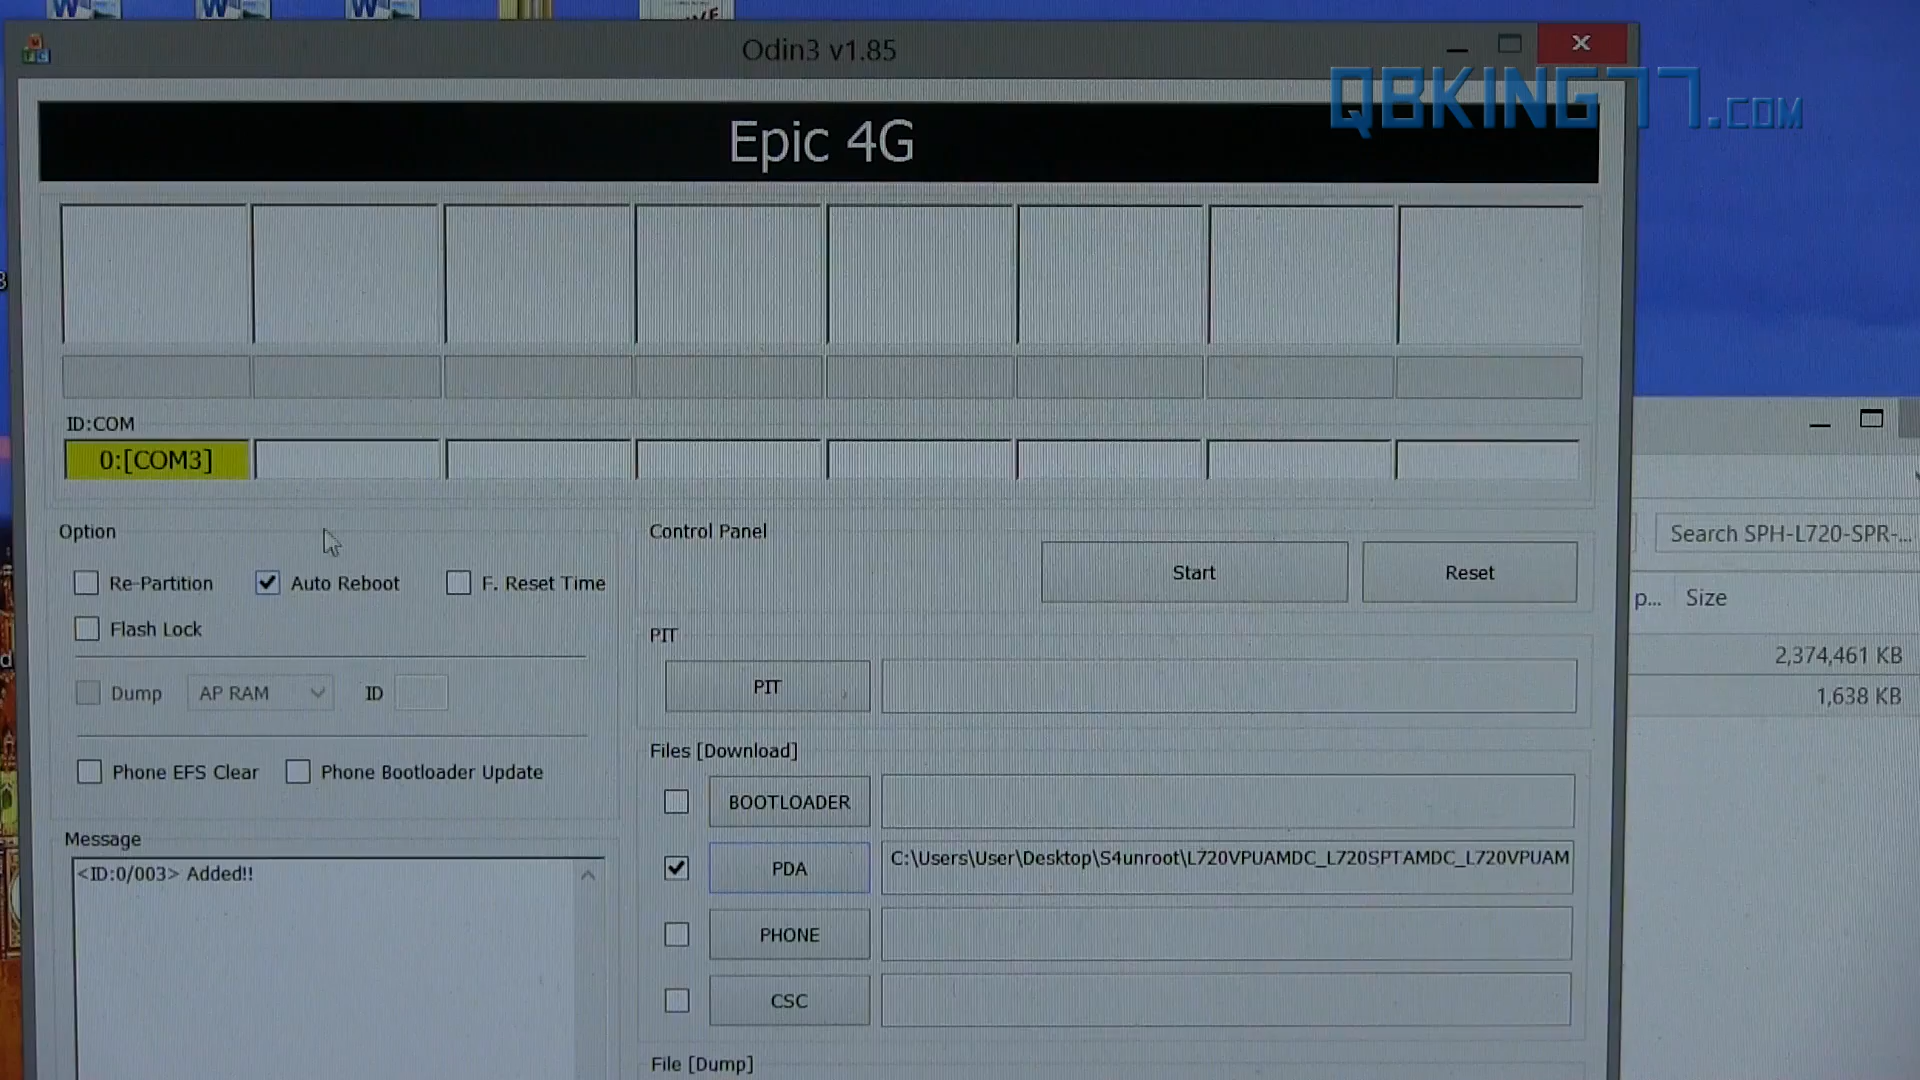 Odin3 v1.85
QBKING77.COM
Epic 4G
ID:COM
0:[COM3]
Option
Re-Partition Auto Reboot F. Reset Time
Flash Lock
Dump AP RAM ID
Phone EFS Clear Phone Bootloader Update
Message
<ID:0/003> Added!!
Control Panel
Start Reset
PIT
PIT
Files [Download]
BOOTLOADER
PDA C:\Users\User\Desktop\S4unroot\L720VPUAMDC_L720SPTAMDC_L720VPUAM
PHONE
CSC
File [Dump]
Search SPH-L720-SPR-...
p... Size
2,374,461 KB
1,638 KB